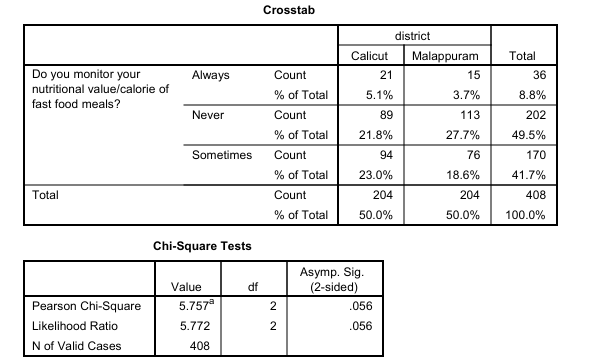 Crosstab
district
Calicut Malappuram Total
Do you monitor your nutritional value/calorie of fast food meals? Always Count 21 15 36
% of Total 5.1% 3.7% 8.8%
Never Count 89 113 202
% of Total 21.8% 27.7% 49.5%
Sometimes Count 94 76 170
% of Total 23.0% 18.6% 41.7%
Total Count 204 204 408
% of Total 50.0% 50.0% 100.0%
Chi-Square Tests
Value df Asymp. Sig. (2-sided)
Pearson Chi-Square 5.757a 2 .056
Likelihood Ratio 5.772 2 .056
N of Valid Cases 408